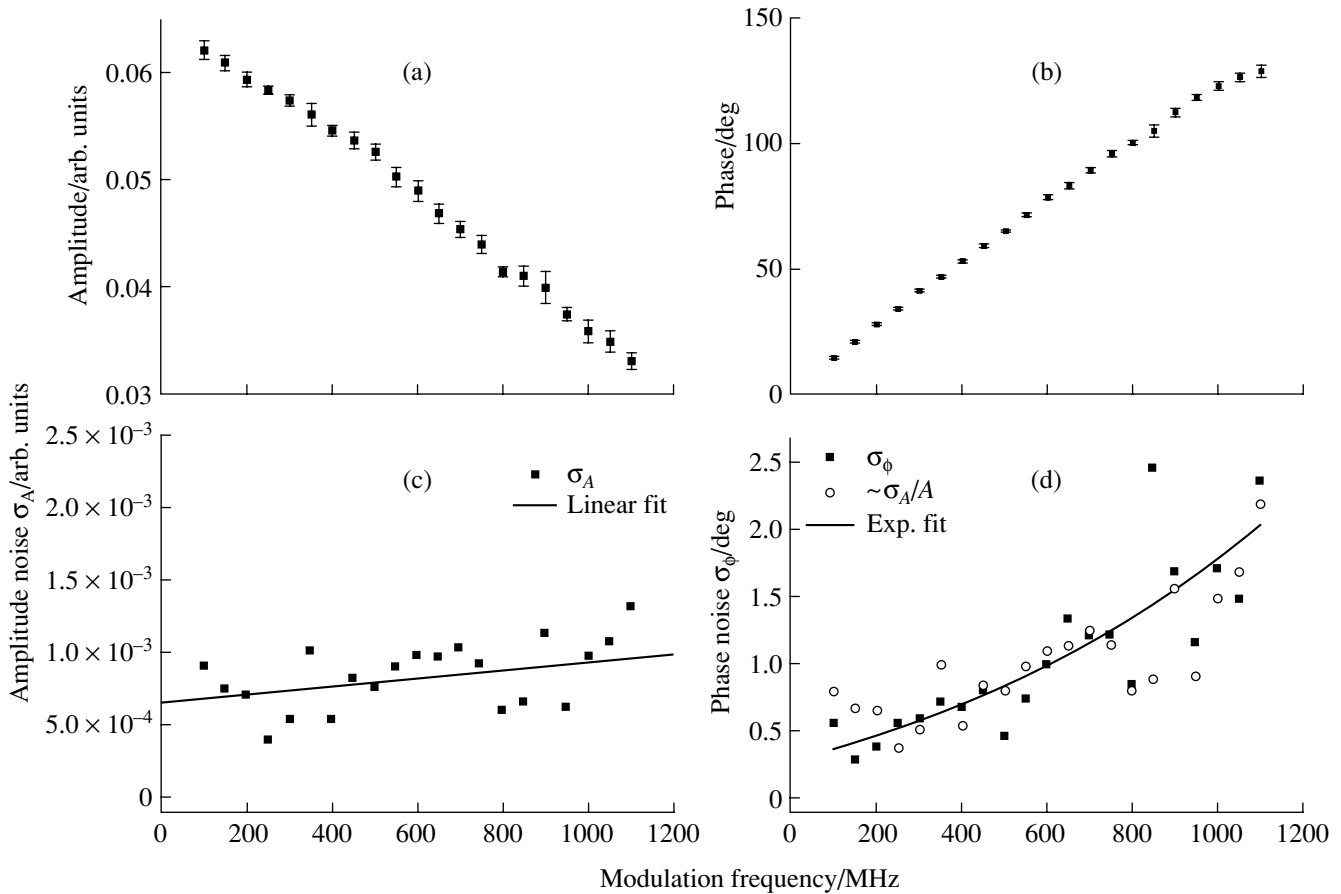 (a)
Amplitude/arb. units
0.06
0.05
0.04
0.03
(b)
Phase/deg
150
100
50
0
(c)
Amplitude noise σ_A/arb. units
2.5 × 10⁻³
2.0 × 10⁻³
1.5 × 10⁻³
1.0 × 10⁻³
5.0 × 10⁻⁴
0
σ_A
Linear fit
0 200 400 600 800 1000 1200
(d)
Phase noise σ_ϕ/deg
2.5
2.0
1.5
1.0
0.5
0
σ_ϕ
~σ_A/A
Exp. fit
0 200 400 600 800 1000 1200
Modulation frequency/MHz